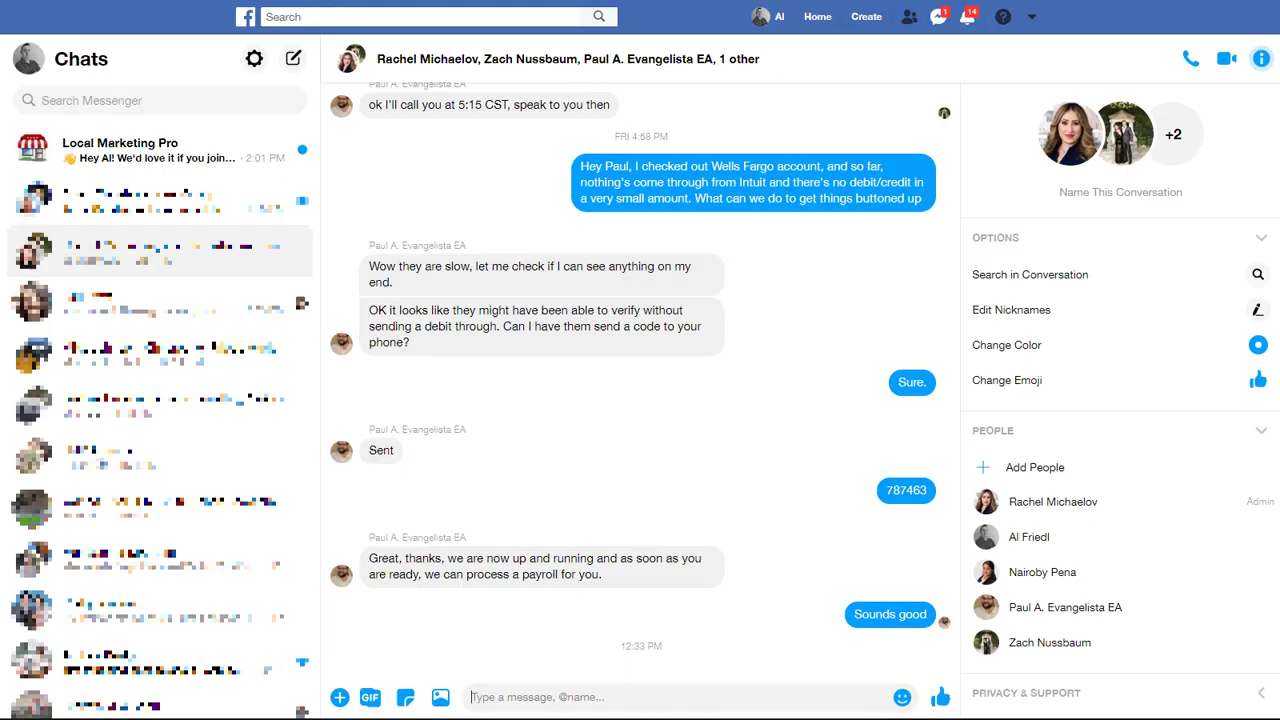 Search
Al
Home
Create
1
14
Chats
Search Messenger
Local Marketing Pro
Hey Al! We'd love it if you join... · 2:01 PM
Rachel Michaelov, Zach Nussbaum, Paul A. Evangelista EA, 1 other
Paul A. Evangelista EA
ok I'll call you at 5:15 CST, speak to you then
FRI 4:58 PM
Hey Paul, I checked out Wells Fargo account, and so far,
nothing's come through from Intuit and there's no debit/credit in
a very small amount. What can we do to get things buttoned up
Paul A. Evangelista EA
Wow they are slow, let me check if I can see anything on my
end.
OK it looks like they might have been able to verify without
sending a debit through. Can I have them send a code to your
phone?
Sure.
Paul A. Evangelista EA
Sent
787463
Paul A. Evangelista EA
Great, thanks, we are now up and running and as soon as you
are ready, we can process a payroll for you.
Sounds good
12:33 PM
GIF
Type a message, @name...
+2
Name This Conversation
OPTIONS
Search in Conversation
Edit Nicknames
Change Color
Change Emoji
PEOPLE
Add People
Rachel Michaelov
Admin
Al Friedl
Nairoby Pena
Paul A. Evangelista EA
Zach Nussbaum
PRIVACY & SUPPORT